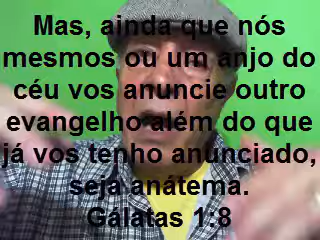 Mas, ainda que nós
mesmos ou um anjo do
céu vos anuncie outro
evangelho além do que
já vos tenho anunciado,
seja anátema.
Gálatas 1:8